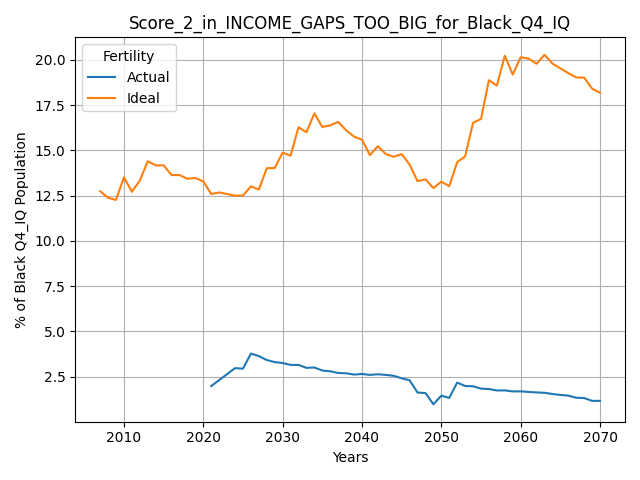 Score_2_in_INCOME_GAPS_TOO_BIG_for_Black_Q4_IQ
Fertility
Actual
Ideal
% of Black Q4_IQ Population
20.0
17.5
15.0
12.5
10.0
7.5
5.0
2.5
2010 2020 2030 2040 2050 2060 2070
Years